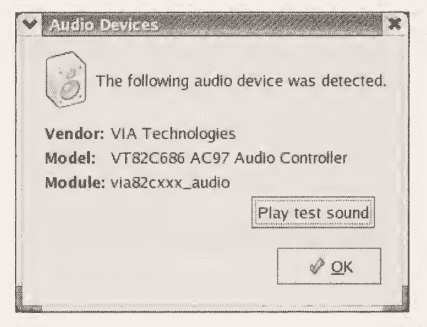 Audio Devices
The following audio device was detected.
Vendor: VIA Technologies
Model: VT82C686 AC97 Audio Controller
Module: via82cxxx_audio
Play test sound
OK